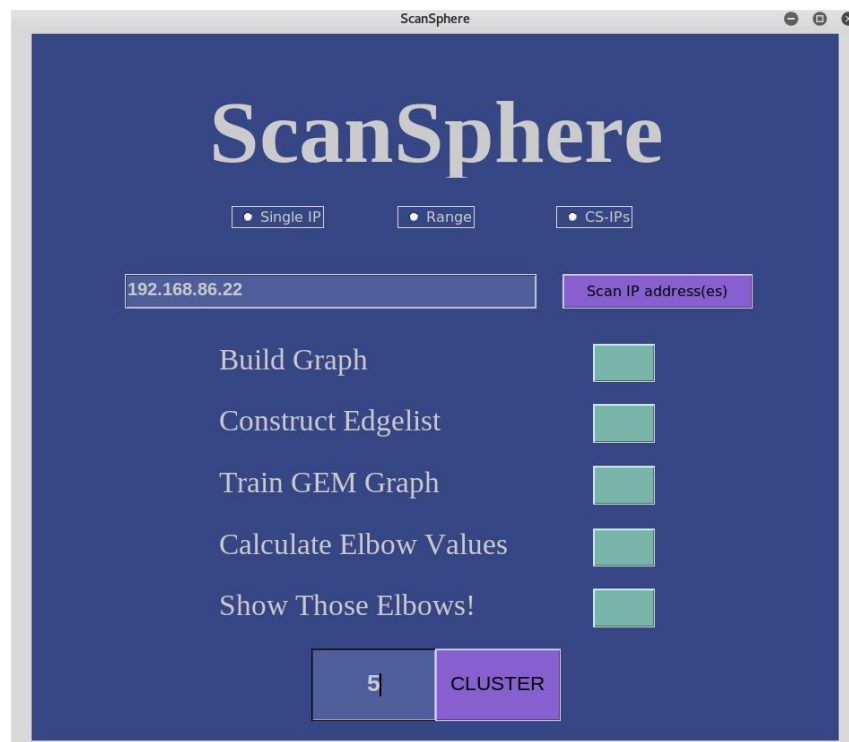 ScanSphere
ScanSphere
Single IP Range CS-IPs
192.168.86.22 Scan IP address(es)
Build Graph
Construct Edgelist
Train GEM Graph
Calculate Elbow Values
Show Those Elbows!
5 CLUSTER